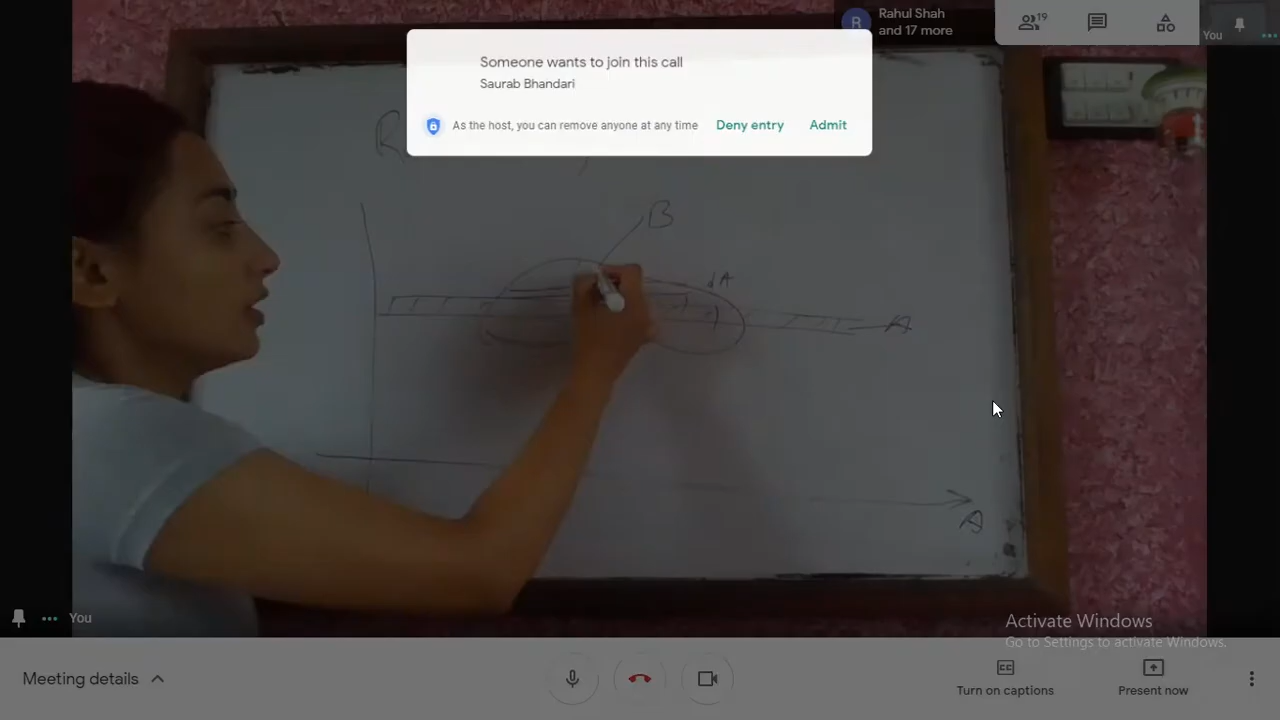 Rahul Shah
and 17 more
R
19
You
Someone wants to join this call
Saurab Bhandari
As the host, you can remove anyone at any time
Deny entry
Admit
R
B
dA
A
A
You
Activate Windows
Go to Settings to activate Windows.
Meeting details
CC
Turn on captions
Present now